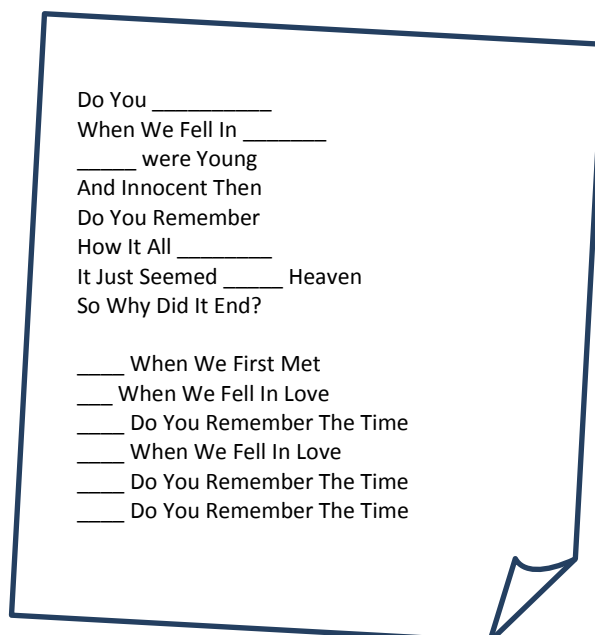 Do You __________
When We Fell In _______
_____ were Young
And Innocent Then
Do You Remember
How It All ________
It Just Seemed _____ Heaven
So Why Did It End?
____ When We First Met
___ When We Fell In Love
____ Do You Remember The Time
____ When We Fell In Love
____ Do You Remember The Time
____ Do You Remember The Time